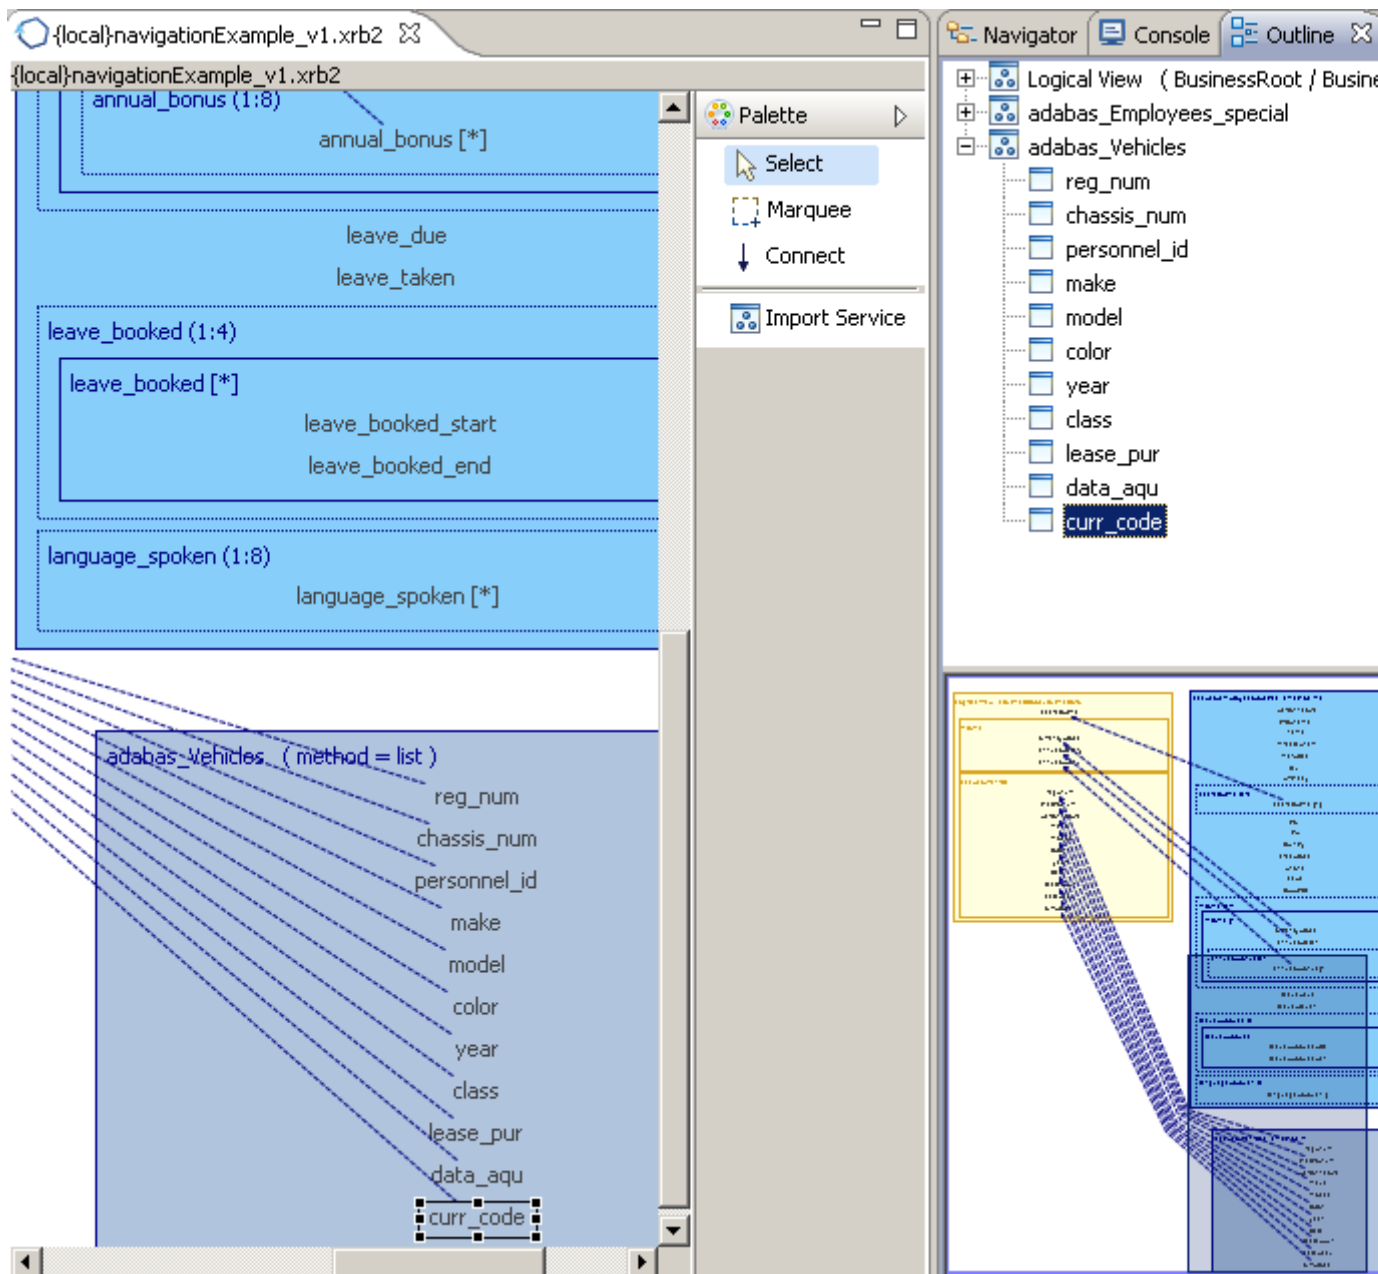 {local}navigationExample_v1.xrb2
{local}navigationExample_v1.xrb2
annual_bonus (1:8)
annual_bonus [*]
leave_due
leave_taken
leave_booked (1:4)
leave_booked [*]
leave_booked_start
leave_booked_end
language_spoken (1:8)
language_spoken [*]
adabas_Vehicles ( method = list )
reg_num
chassis_num
personnel_id
make
model
color
year
class
lease_pur
data_aqu
curr_code
Palette
Select
Marquee
Connect
Import Service
Navigator Console Outline
Logical View ( BusinessRoot / Busine
adabas_Employees_special
adabas_Vehicles
reg_num
chassis_num
personnel_id
make
model
color
year
class
lease_pur
data_aqu
curr_code